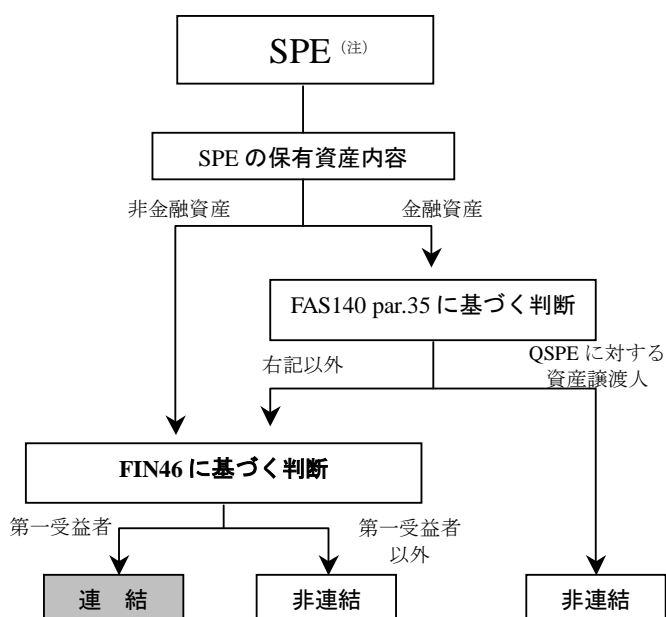 SPE（注）
SPE の保有資産内容
非金融資産
金融資産
FAS140 par.35 に基づく判断
右記以外
QSPE に対する
資産譲渡人
FIN46 に基づく判断
第一受益者
第一受益者
以外
連　結
非連結
非連結